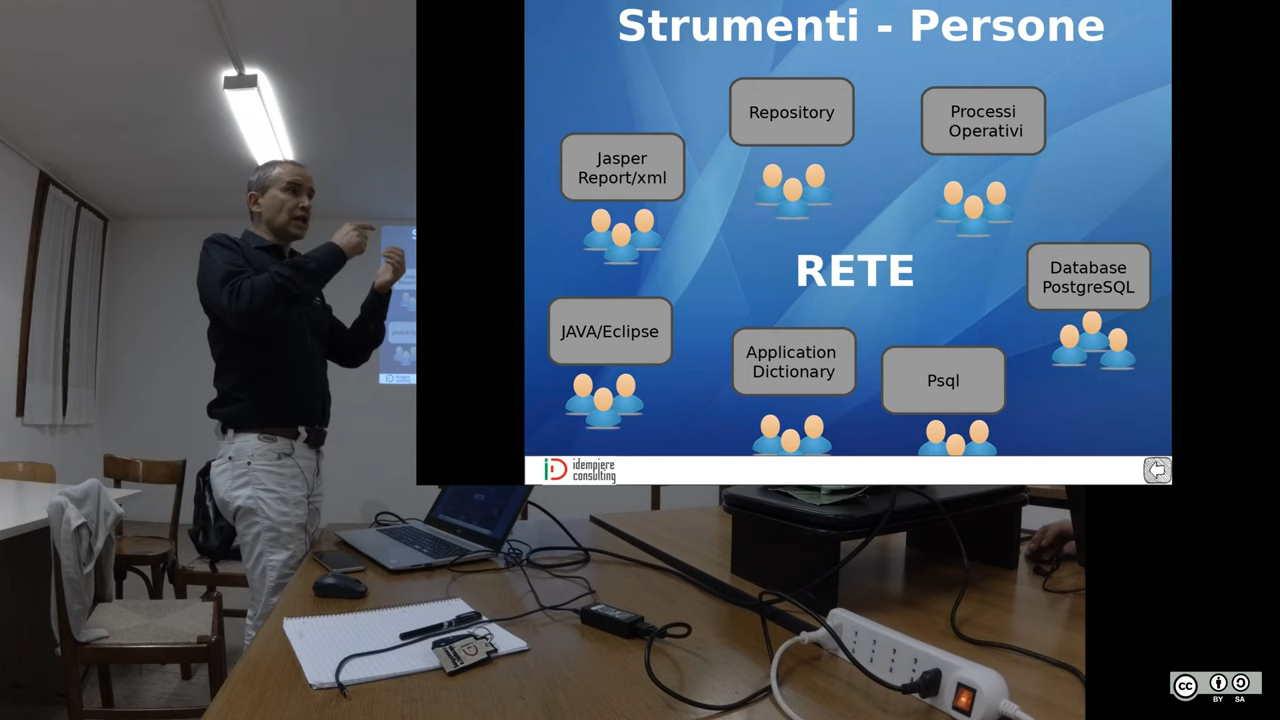 Strumenti - Persone
Repository
Processi
Operativi
Jasper
Report/xml
RETE
Database
PostgreSQL
JAVA/Eclipse
Application
Dictionary
Psql
idempiere
consulting
cc
BY SA